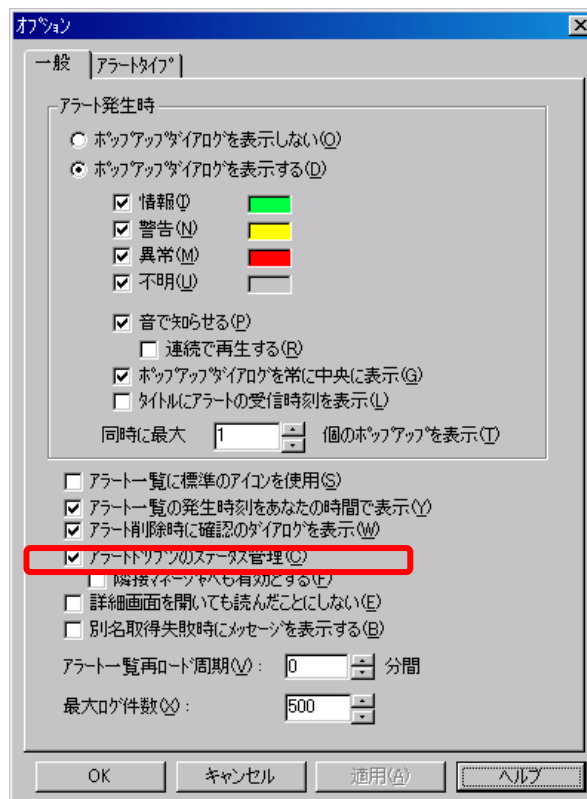 オプション
一般 アラートタイプ
アラート発生時
ポップアップダイアログを表示しない(O)
ポップアップダイアログを表示する(D)
情報(I)
警告(N)
異常(M)
不明(U)
音で知らせる(P)
連続で再生する(R)
ポップアップダイアログを常に中央に表示(G)
タイトルにアラートの受信時刻を表示(L)
同時に最大 1 個のポップアップを表示(T)
アラート一覧に標準のアイコンを使用(S)
アラート一覧の発生時刻をあなたの時間で表示(Y)
アラート削除時に確認のダイアログを表示(W)
アラートドリブンのステータス管理(C)
隣接マネージャへも有効とする(F)
詳細画面を開いても読んだことにしない(E)
別名取得失敗時にメッセージを表示する(B)
アラート一覧再ロード周期(V): 0 分間
最大ログ件数(X): 500
OK キャンセル 適用(A) ヘルプ